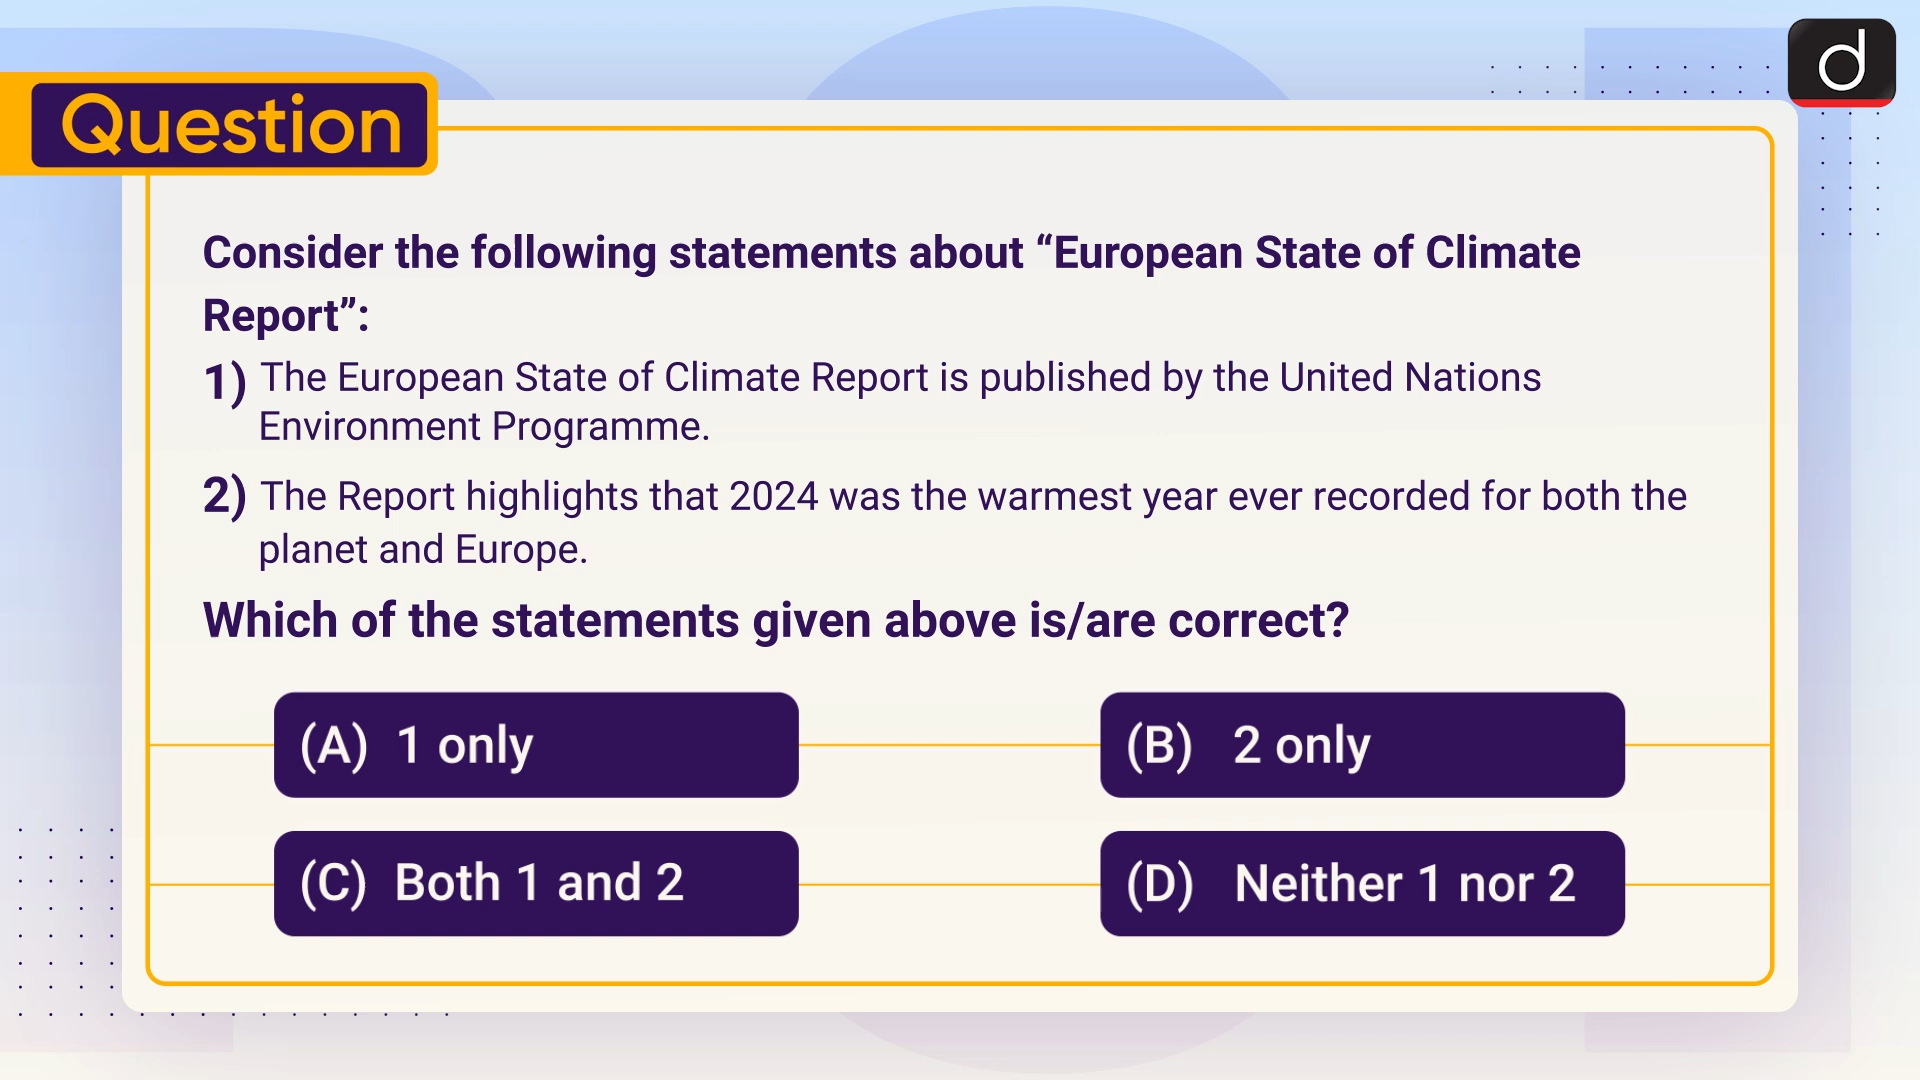 Question
d
Consider the following statements about “European State of Climate
Report”:
1) The European State of Climate Report is published by the United Nations
Environment Programme.
2) The Report highlights that 2024 was the warmest year ever recorded for both the
planet and Europe.
Which of the statements given above is/are correct?
(A) 1 only
(B) 2 only
(C) Both 1 and 2
(D) Neither 1 nor 2